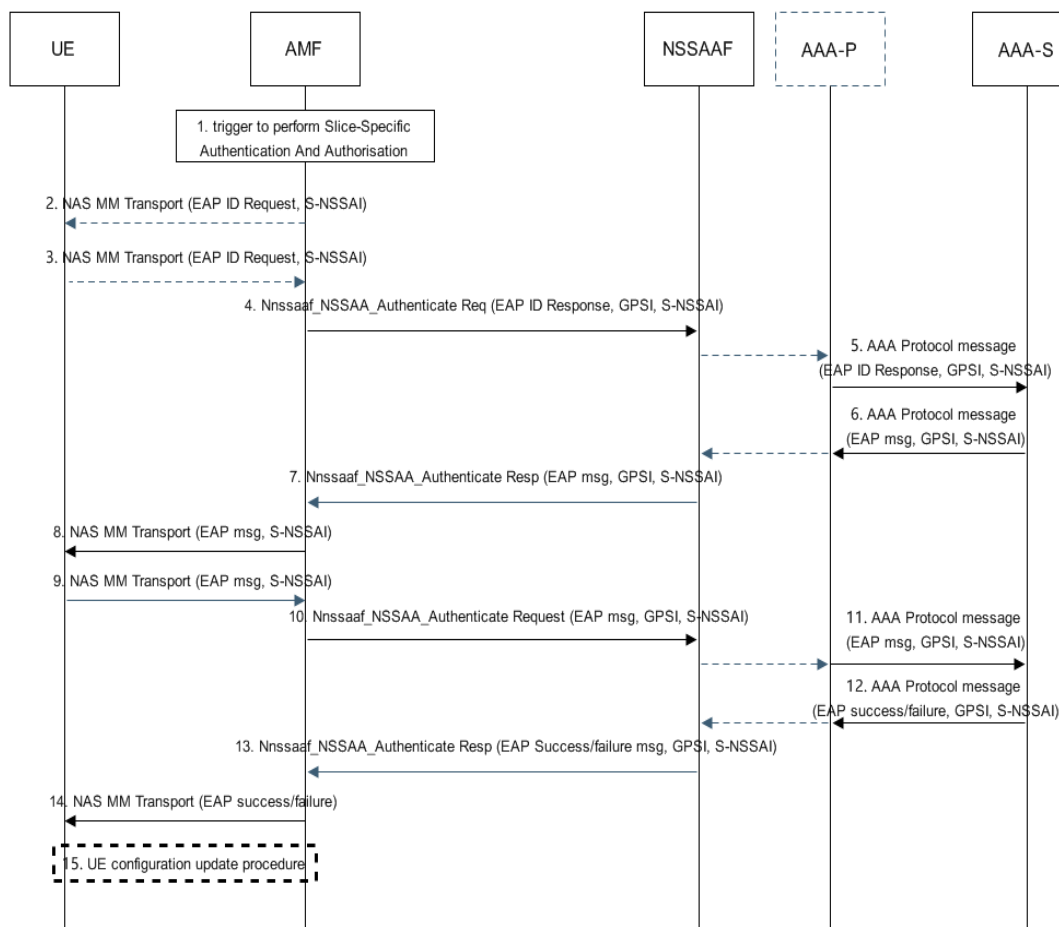 UE
AMF
NSSAAF
AAA-P
AAA-S
1. trigger to perform Slice-Specific
Authentication And Authorisation
2. NAS MM Transport (EAP ID Request, S-NSSAI)
3. NAS MM Transport (EAP ID Request, S-NSSAI)
4. Nnssaaf_NSSAA_Authenticate Req (EAP ID Response, GPSI, S-NSSAI)
5. AAA Protocol message
(EAP ID Response, GPSI, S-NSSAI)
6. AAA Protocol message
(EAP msg, GPSI, S-NSSAI)
7. Nnssaaf_NSSAA_Authenticate Resp (EAP msg, GPSI, S-NSSAI)
8. NAS MM Transport (EAP msg, S-NSSAI)
9. NAS MM Transport (EAP msg, S-NSSAI)
10. Nnssaaf_NSSAA_Authenticate Request (EAP msg, GPSI, S-NSSAI)
11. AAA Protocol message
(EAP msg, GPSI, S-NSSAI)
12. AAA Protocol message
(EAP success/failure, GPSI, S-NSSAI)
13. Nnssaaf_NSSAA_Authenticate Resp (EAP Success/failure msg, GPSI, S-NSSAI)
14. NAS MM Transport (EAP success/failure)
15. UE configuration update procedure